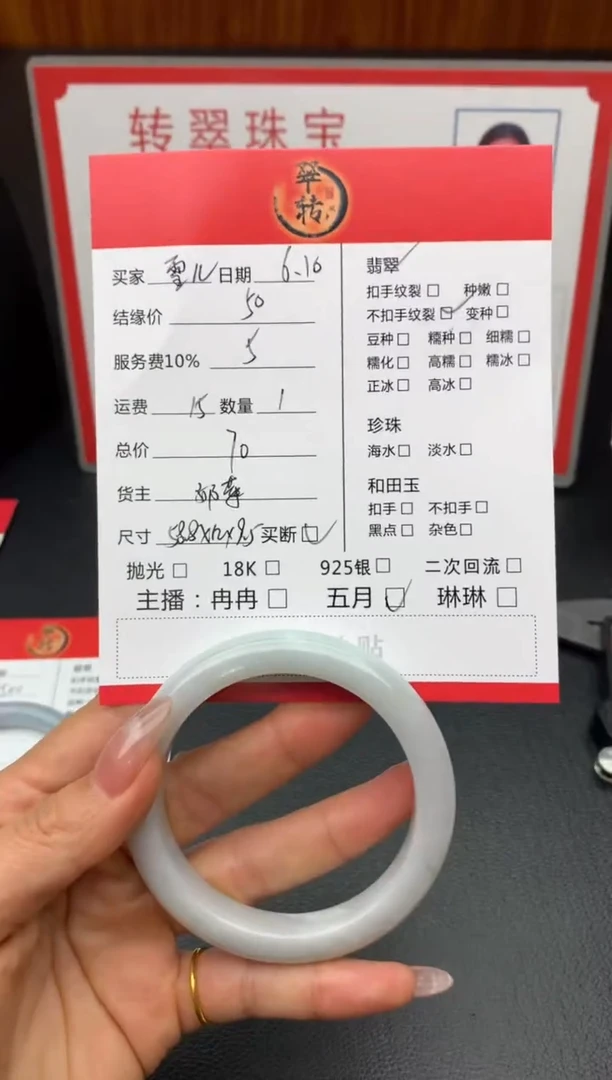 转翠珠宝
翠转
买家 雪儿 日期 6.16
结缘价 50
服务费10% 5
运费 15 数量 1
总价 70
货主
尺寸 58.8X12X9.5 买断☑
翡翠✓
扣手纹裂□ 种嫩□
不扣手纹裂☑ 变种□
豆种□ 糯种□ 细糯□
糯化□ 高糯□ 糯冰□
正冰□ 高冰□
珍珠
海水□ 淡水□
和田玉
扣手□ 不扣手□
黑点□ 杂色□
抛光□ 18K□ 925银□ 二次回流□
主播：冉冉□ 五月☑ 琳琳□
贴